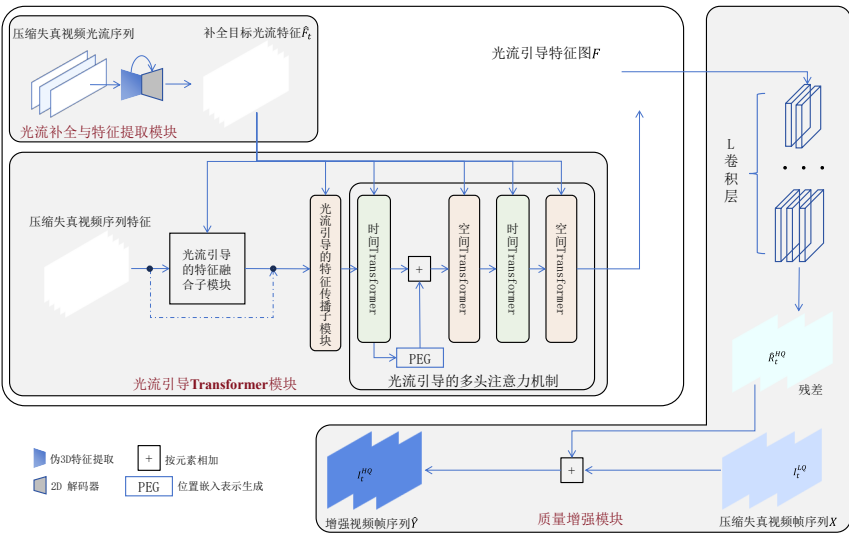 压缩失真视频光流序列
补全目标光流特征F̂t
光流补全与特征提取模块
光流引导特征图F
L
卷
积
层
. . .
压缩失真视频序列特征
光流引导
的特征融
合子模块
光流引导的特征传播子模块
时间Transformer
+
空间Transformer
时间Transformer
空间Transformer
PEG
光流引导的多头注意力机制
光流引导Transformer模块
R̂tHQ
残差
伪3D特征提取
+
按元素相加
2D 解码器
PEG
位置嵌入表示生成
ItHQ
+
ItLQ
增强视频帧序列Ŷ
质量增强模块
压缩失真视频帧序列X